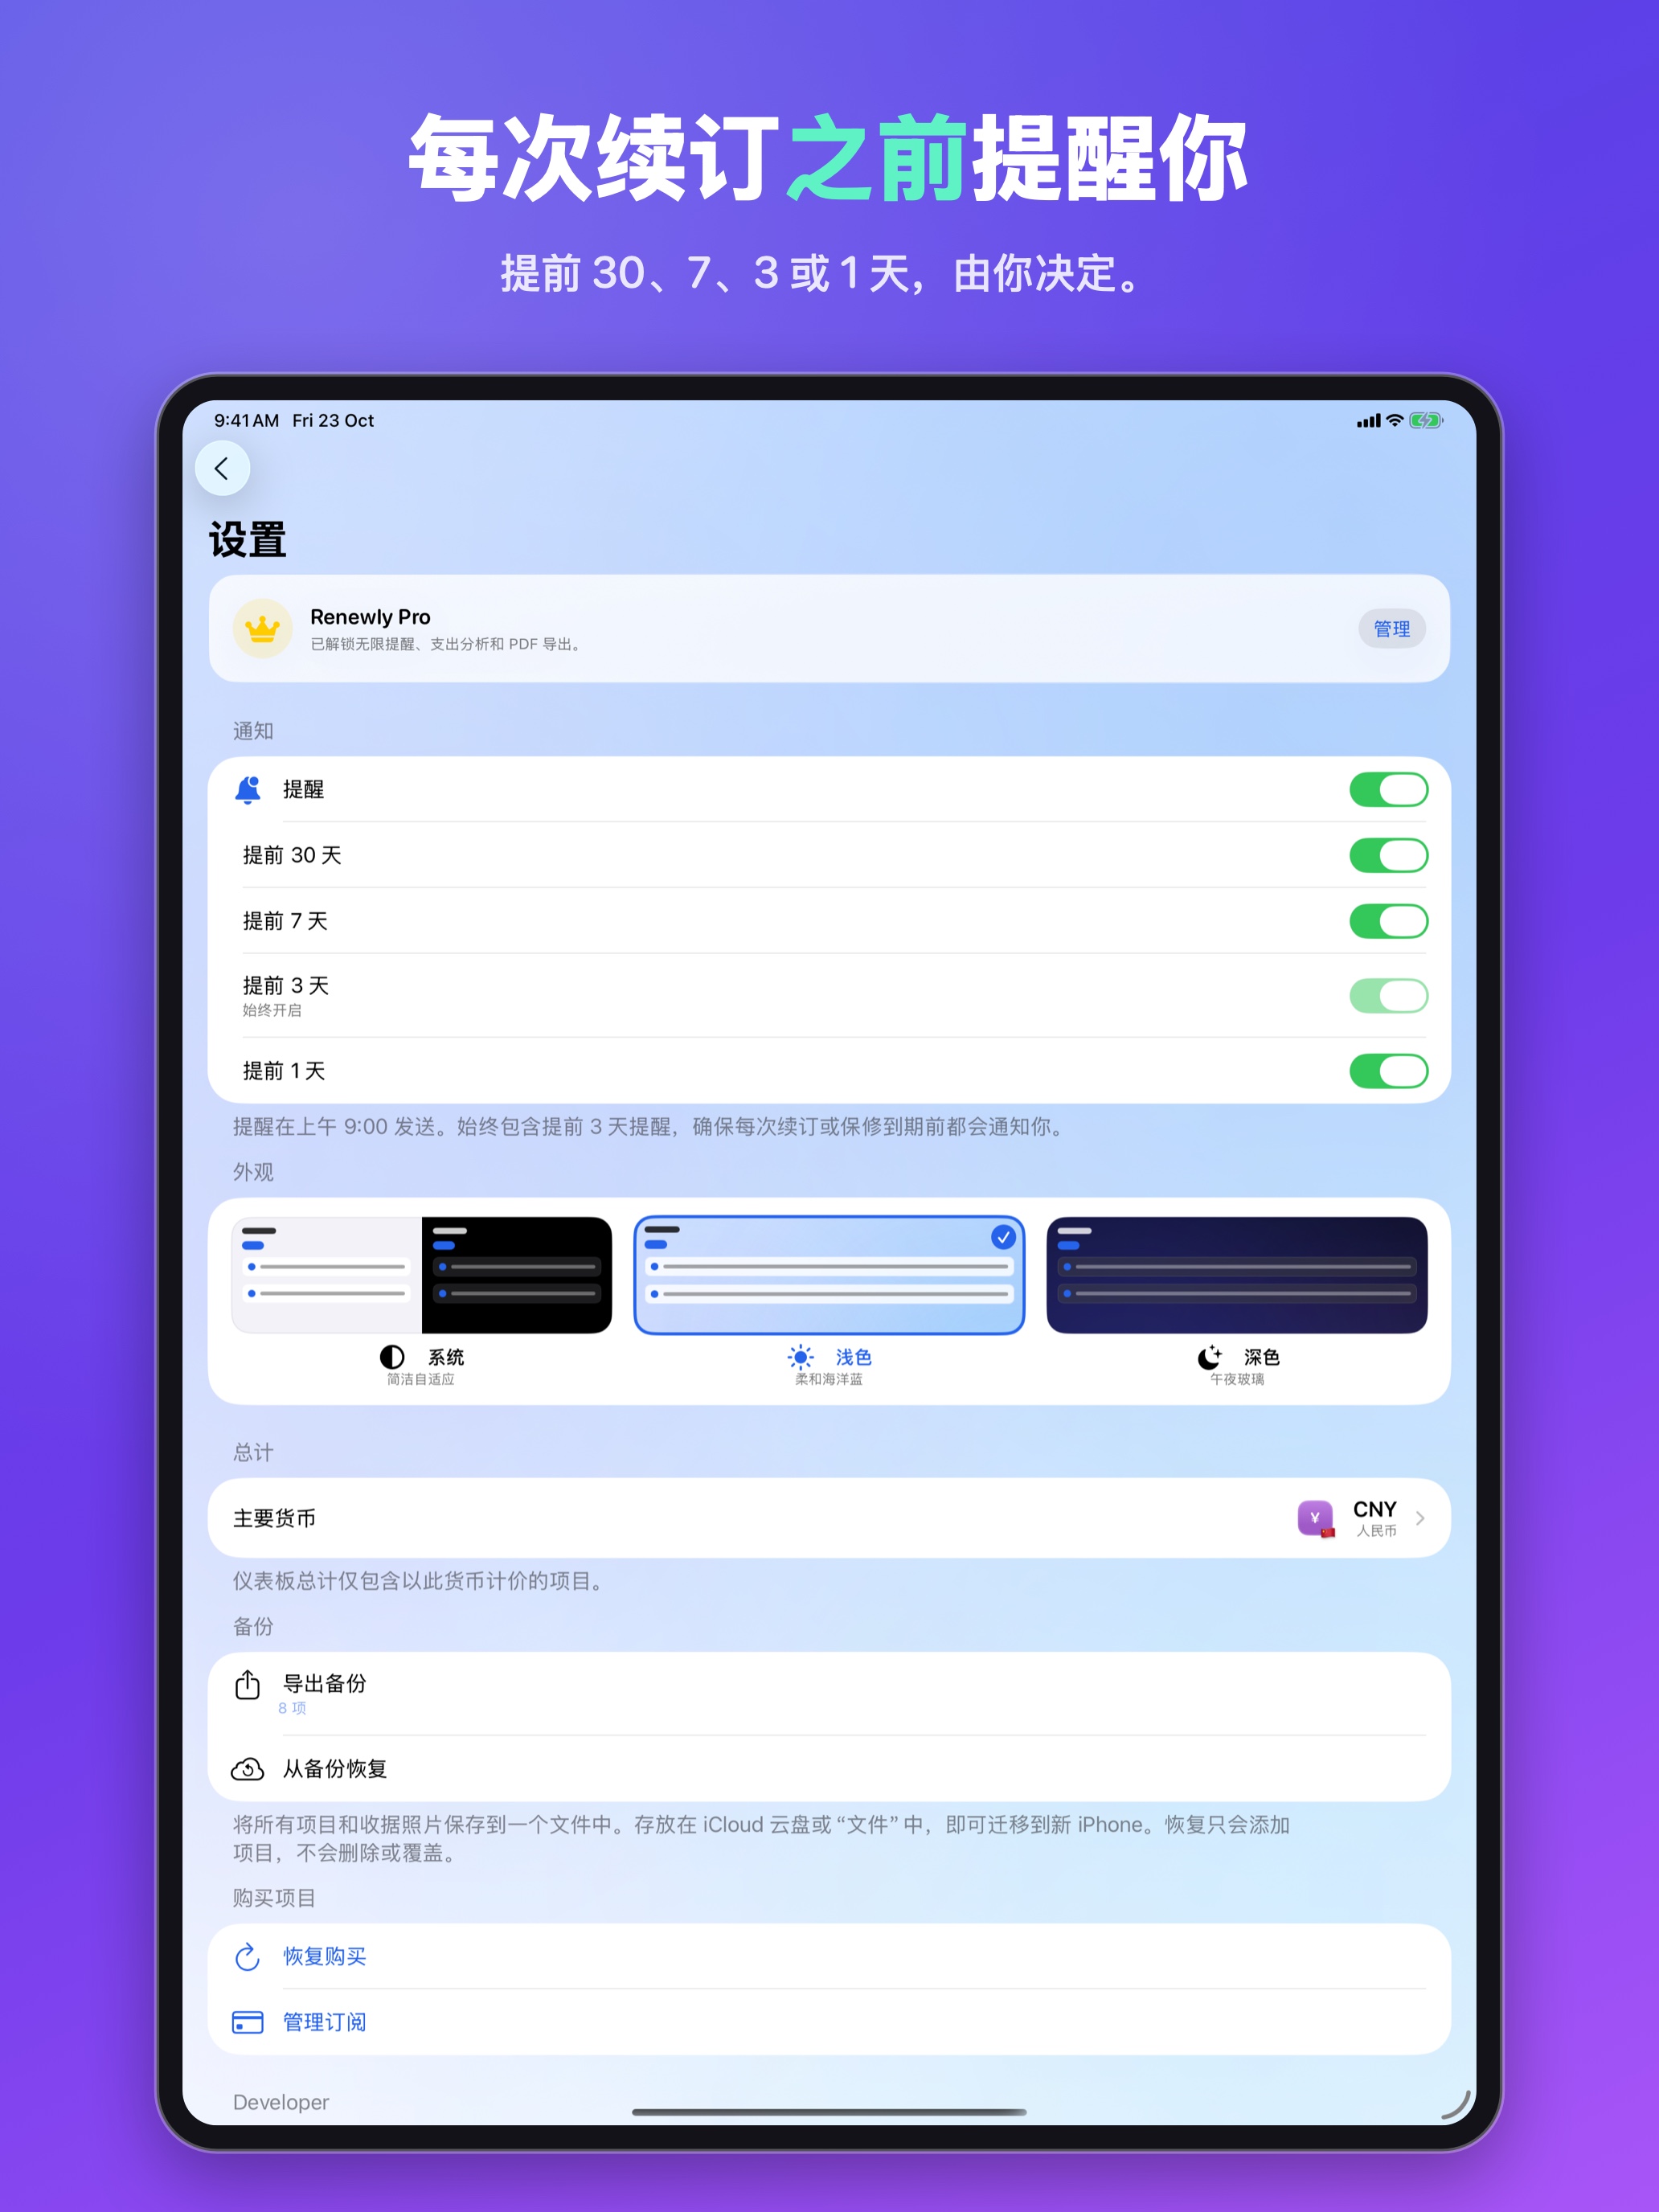 每次续订之前提醒你
提前 30、7、3 或 1 天，由你决定。
9:41 AM Fri 23 Oct
设置
Renewly Pro
已解锁无限提醒、支出分析和 PDF 导出。
管理
通知
提醒
提前 30 天
提前 7 天
提前 3 天
始终开启
提前 1 天
提醒在上午 9:00 发送。始终包含提前 3 天提醒，确保每次续订或保修到期前都会通知你。
外观
系统
简洁自适应
浅色
柔和海洋蓝
深色
午夜玻璃
总计
主要货币
¥
CNY
人民币
仪表板总计仅包含以此货币计价的项目。
备份
导出备份
8 项
从备份恢复
将所有项目和收据照片保存到一个文件中。存放在 iCloud 云盘或 “文件” 中，即可迁移到新 iPhone。恢复只会添加
项目，不会删除或覆盖。
购买项目
恢复购买
管理订阅
Developer